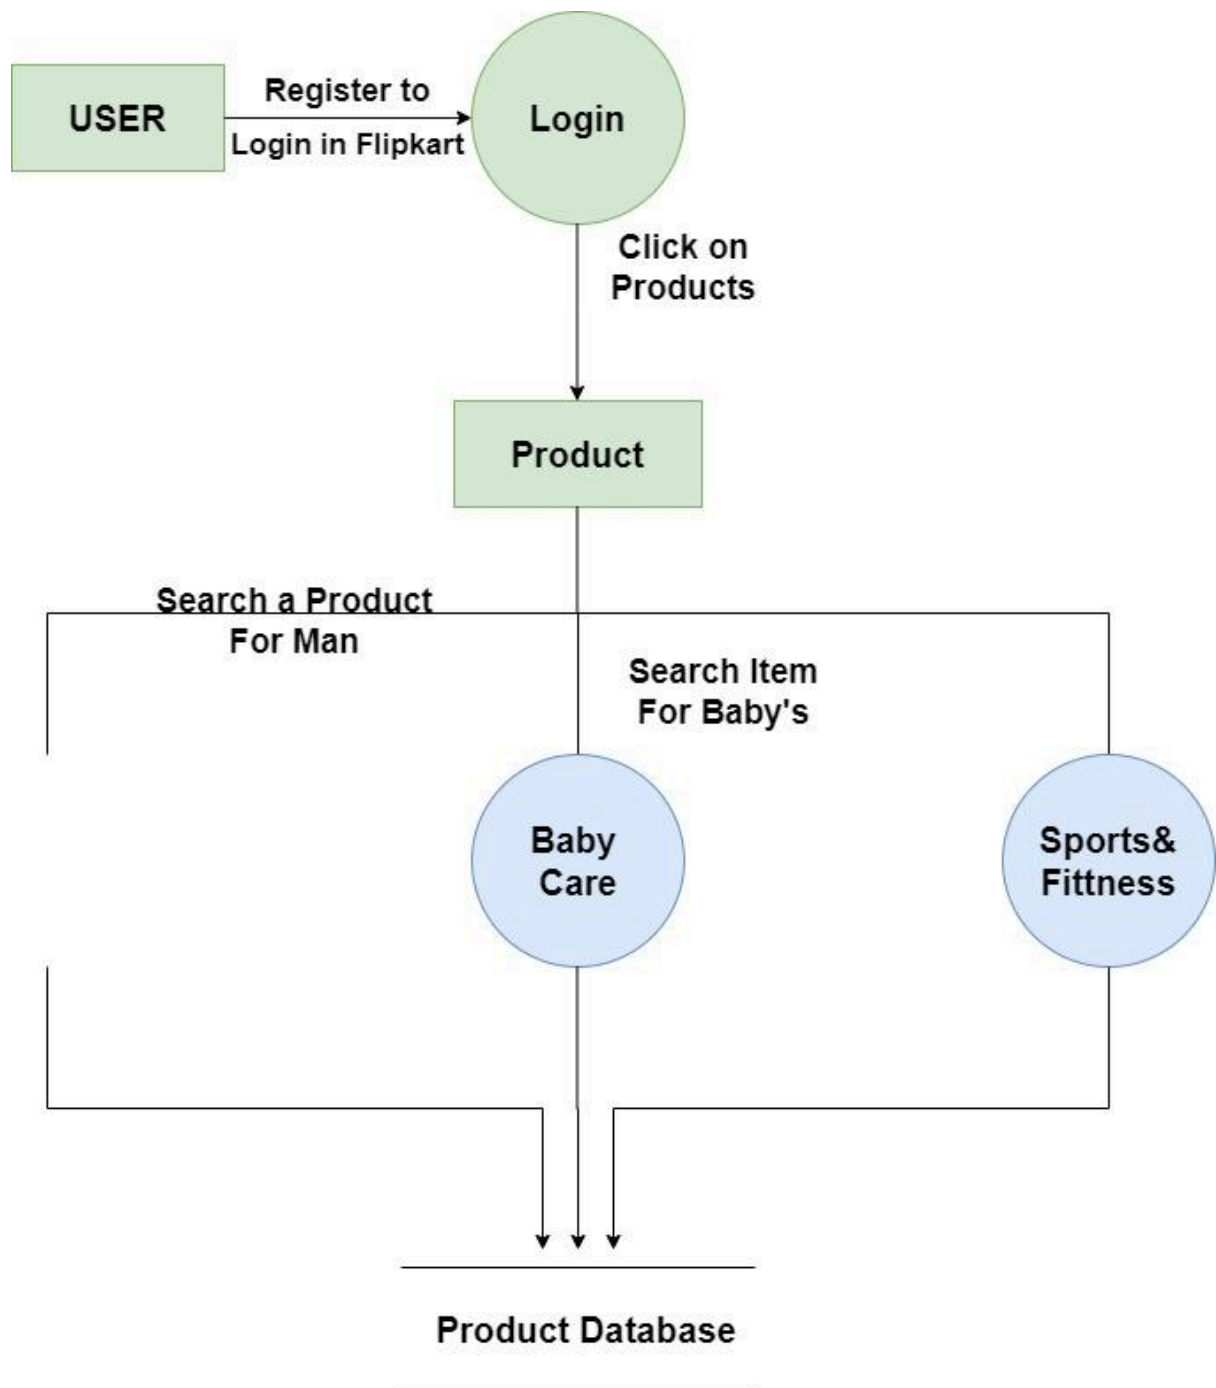 USER
Register to
Login in Flipkart
Login
Click on
Products
Product
Search a Product
For Man
Search Item
For Baby's
Baby
Care
Sports&
Fittness
Product Database